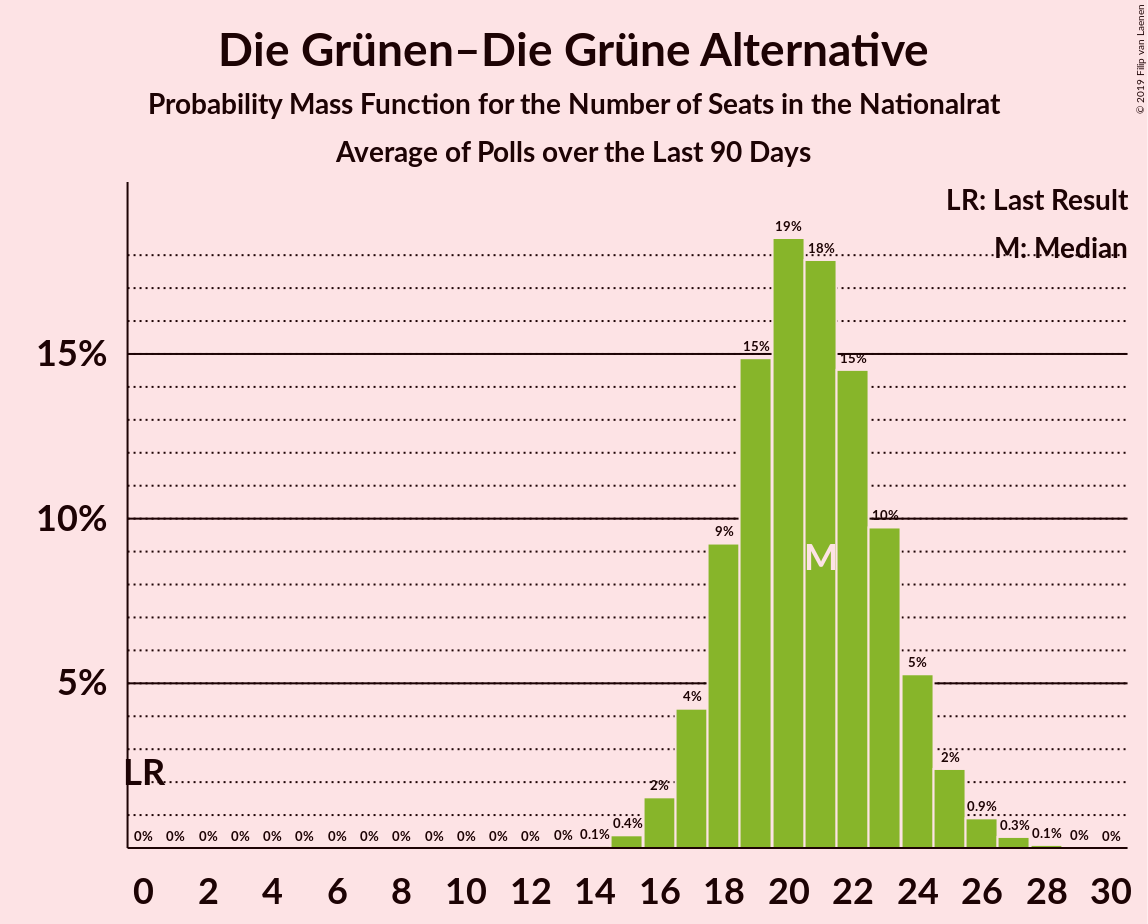 Die Grünen–Die Grüne Alternative
Probability Mass Function for the Number of Seats in the Nationalrat
Average of Polls over the Last 90 Days
© 2019 Filip van Laenen
LR: Last Result
M: Median
19%
18%
15%
15%
15%
10%
10%
9%
M
5%
5%
4%
2%
LR
2%
0.9%
0.4%
0.3%
0% 0% 0% 0% 0% 0% 0% 0% 0% 0% 0% 0% 0% 0% 0.1% 0.1% 0% 0%
0 2 4 6 8 10 12 14 16 18 20 22 24 26 28 30